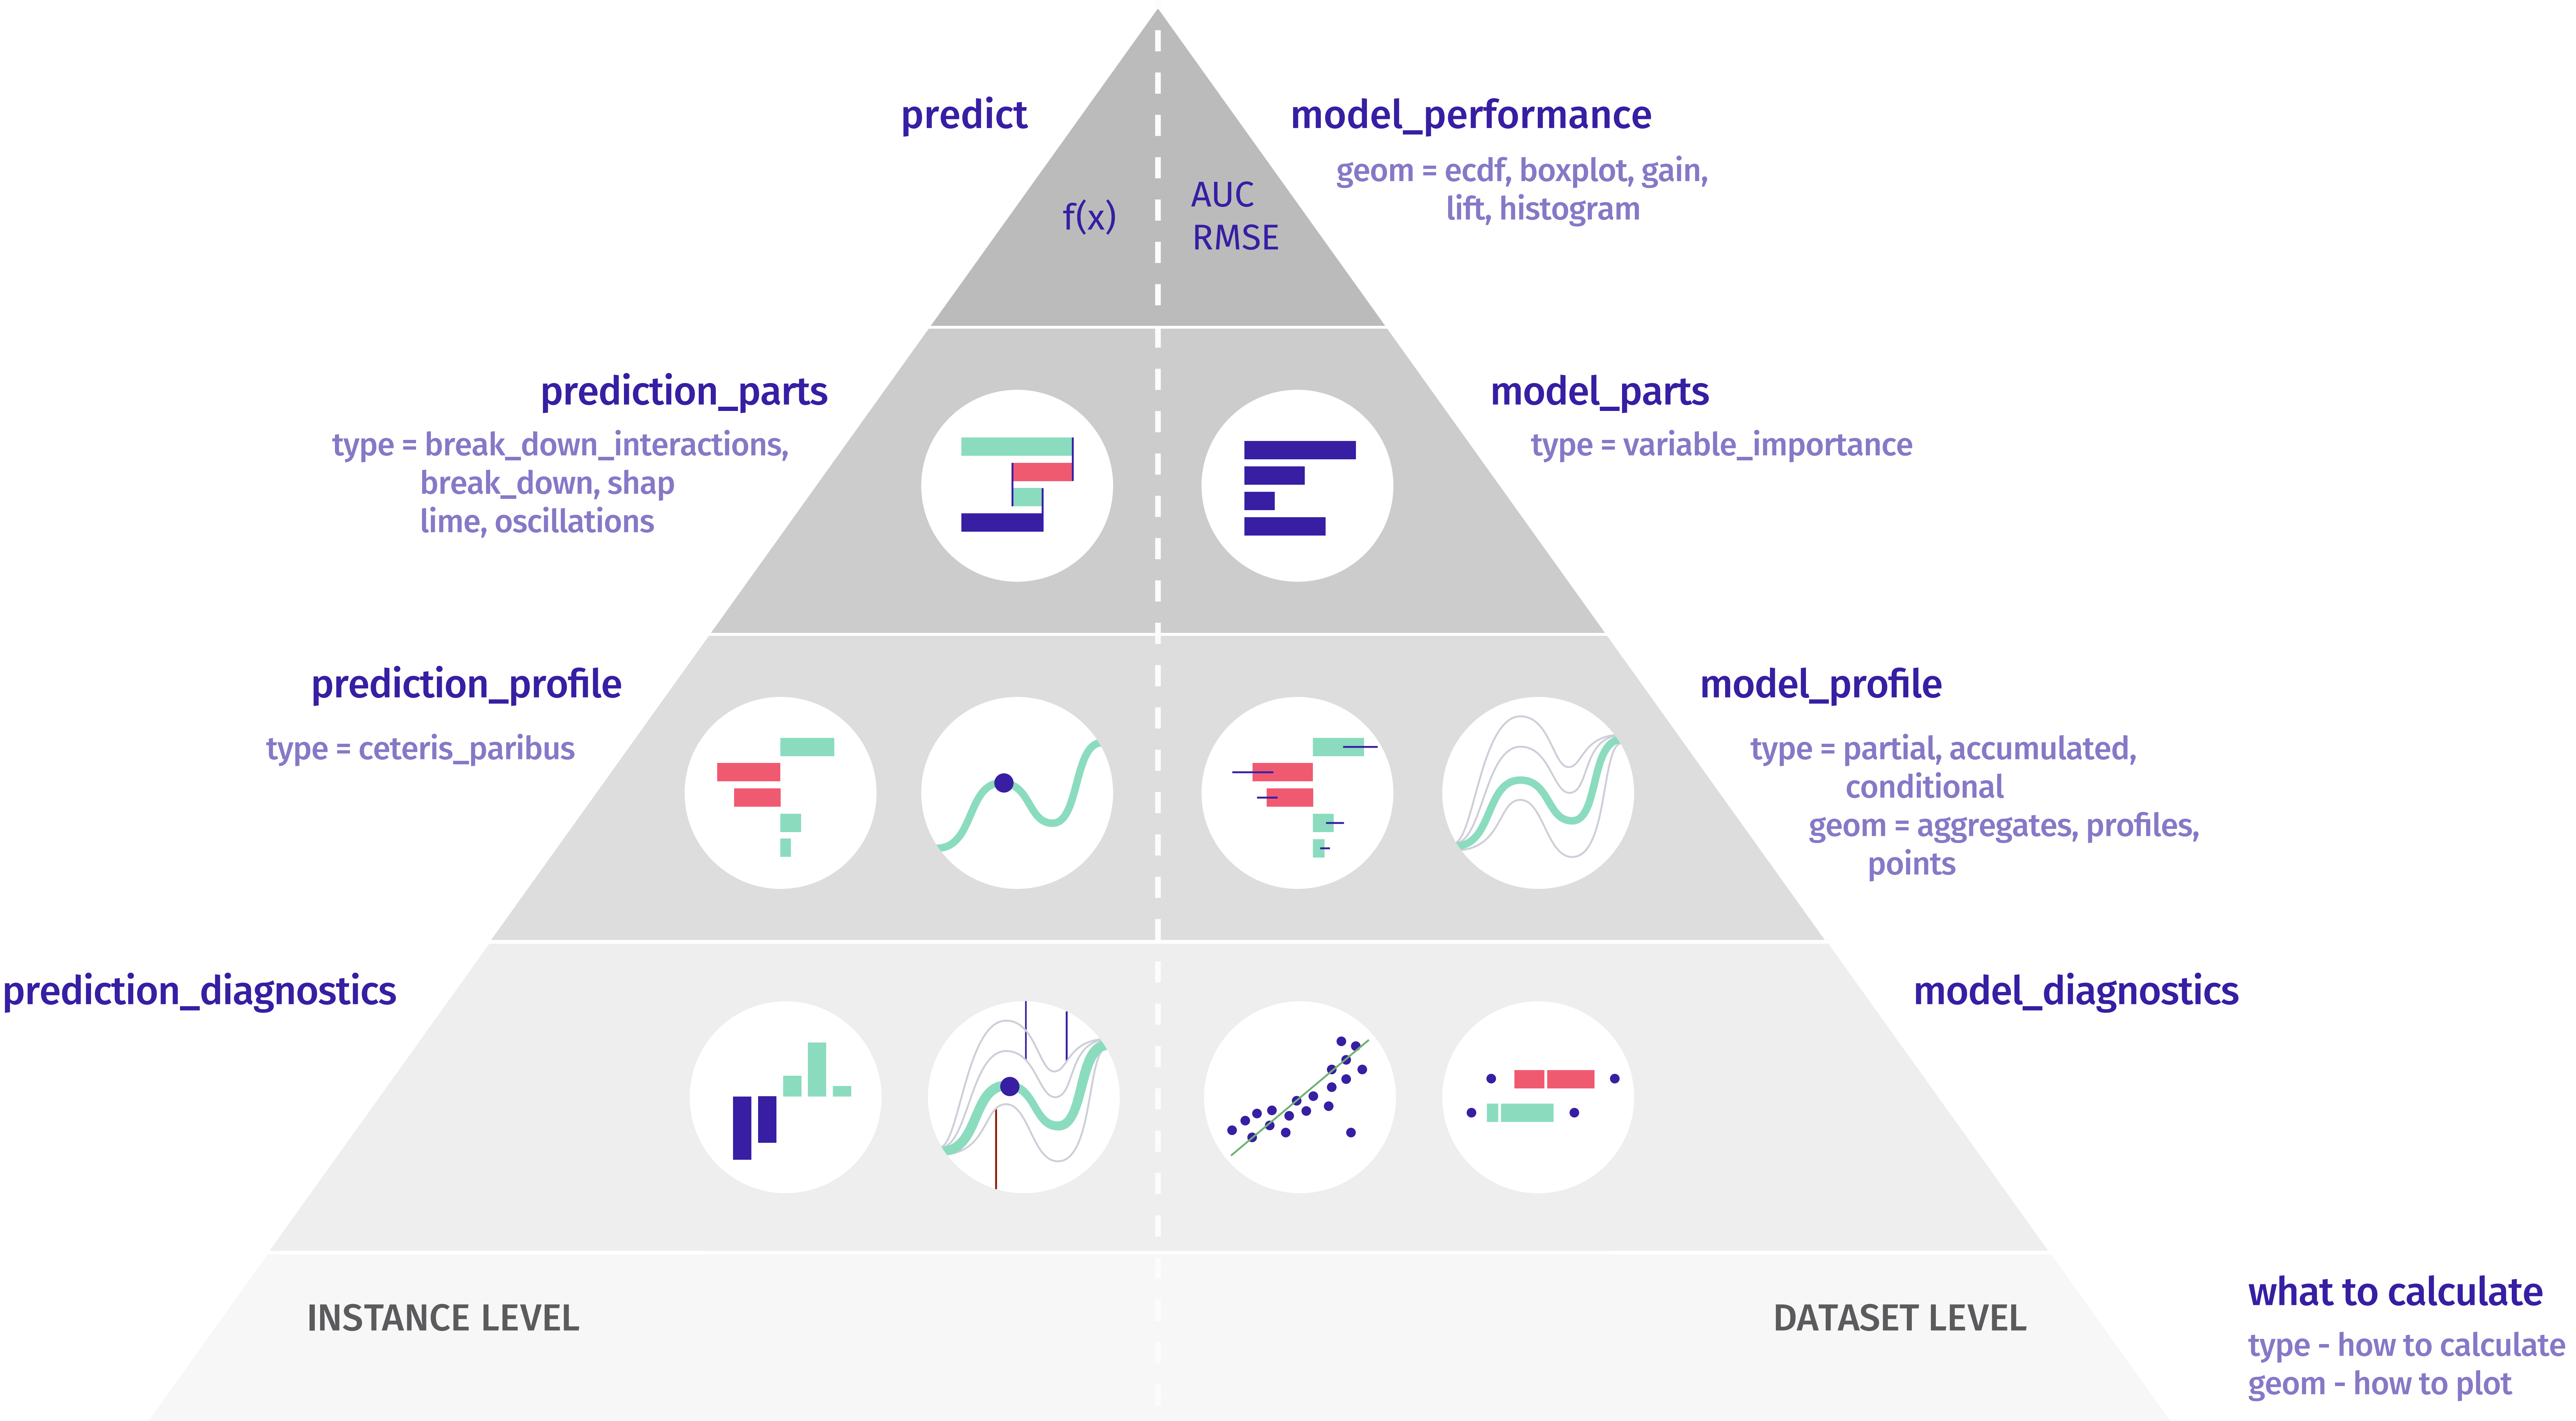 predict
model_performance
geom = ecdf, boxplot, gain,
lift, histogram
f(x)
AUC
RMSE
prediction_parts
type = break_down_interactions,
break_down, shap
lime, oscillations
model_parts
type = variable_importance
prediction_profile
type = ceteris_paribus
model_profile
type = partial, accumulated,
conditional
geom = aggregates, profiles,
points
prediction_diagnostics
model_diagnostics
INSTANCE LEVEL
DATASET LEVEL
what to calculate
type - how to calculate
geom - how to plot